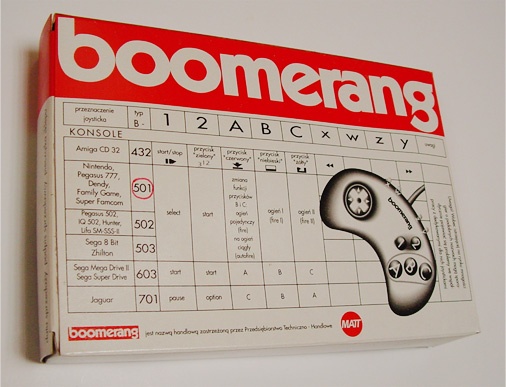 boomerang
przeznaczenie joysticka typ B - 1 2 A B C x w z y uwagi
KONSOLE
Amiga CD 32 432 start/stop przycisk "zielony" przycisk "czerwony" przycisk "niebieski" przycisk "żółty"
Nintendo,
Pegasus 777,
Dendy,
Family Game,
Super Famcom
501
Pegasus 502,
IQ 502, Hunter,
Lifa SM-SSS-II
502
Sega 8 Bit
Zhiliton
503
select start
zmiana
funkcji
przycisków
B i C
ogień
pojedynczy
(fire)
na ogień
ciągły
(autofire)
ogień I
(fire I)
ogień II
(fire II)
Sega Mega Drive II
Sega Super Drive
603 start start A B C
Jaguar 701 pause option C B A
boomerang
boomerang jest nazwą handlową zastrzeżoną przez Przedsiębiorstwo Techniczno - Handlowe MATT